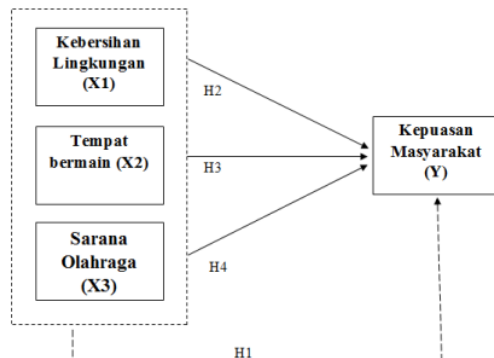 Kebersihan
Lingkungan
(X1)
H2
Tempat
bermain (X2)
H3
Kepuasan
Masyarakat
(Y)
Sarana
Olahraga
(X3)
H4
H1